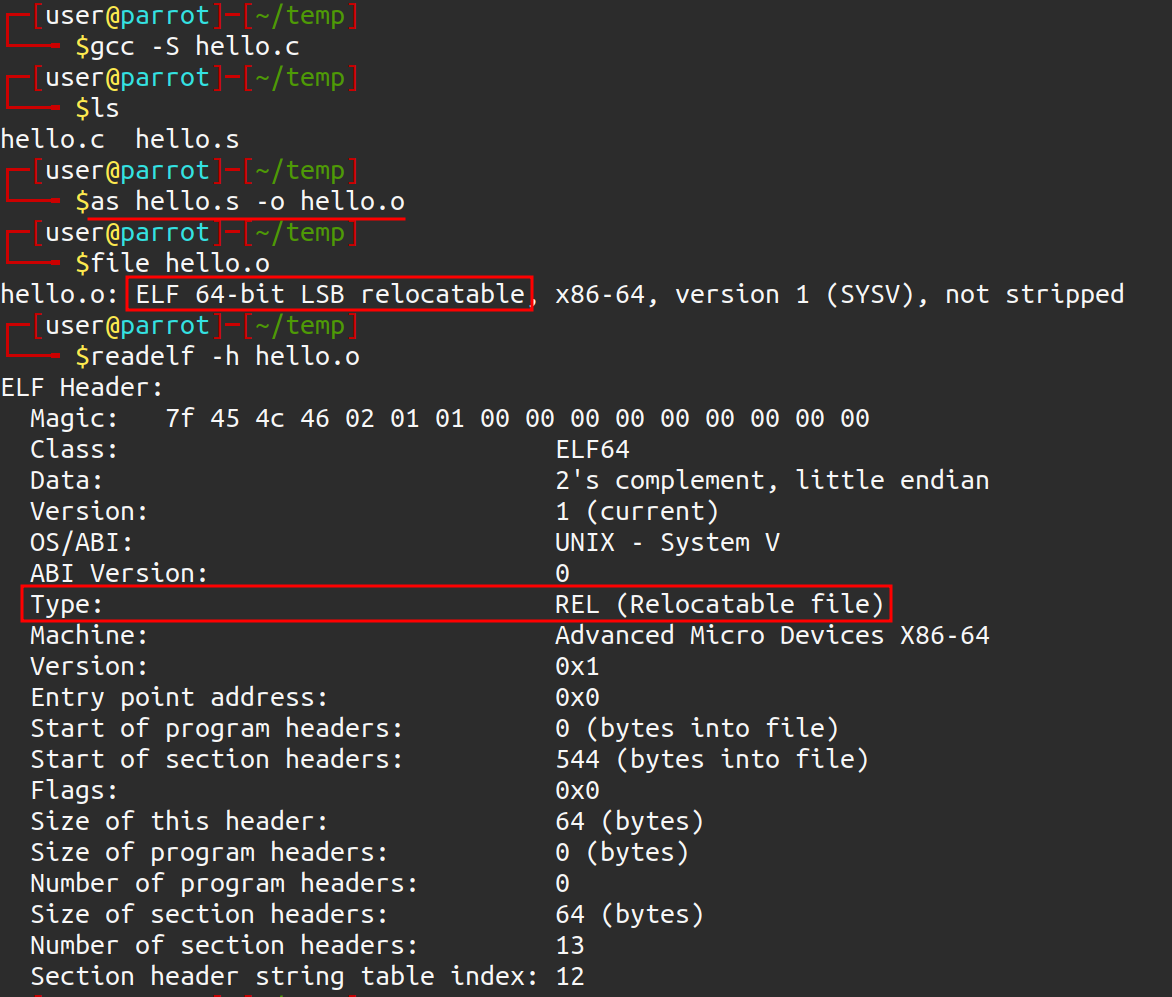 [user@parrot]-[~/temp]
$gcc -S hello.c
[user@parrot]-[~/temp]
$ls
hello.c  hello.s
[user@parrot]-[~/temp]
$as hello.s -o hello.o
[user@parrot]-[~/temp]
$file hello.o
hello.o: ELF 64-bit LSB relocatable, x86-64, version 1 (SYSV), not stripped
[user@parrot]-[~/temp]
$readelf -h hello.o
ELF Header:
  Magic:   7f 45 4c 46 02 01 01 00 00 00 00 00 00 00 00 00
  Class:                             ELF64
  Data:                              2's complement, little endian
  Version:                           1 (current)
  OS/ABI:                            UNIX - System V
  ABI Version:                       0
  Type:                              REL (Relocatable file)
  Machine:                           Advanced Micro Devices X86-64
  Version:                           0x1
  Entry point address:               0x0
  Start of program headers:          0 (bytes into file)
  Start of section headers:          544 (bytes into file)
  Flags:                             0x0
  Size of this header:               64 (bytes)
  Size of program headers:           0 (bytes)
  Number of program headers:         0
  Size of section headers:           64 (bytes)
  Number of section headers:         13
  Section header string table index: 12